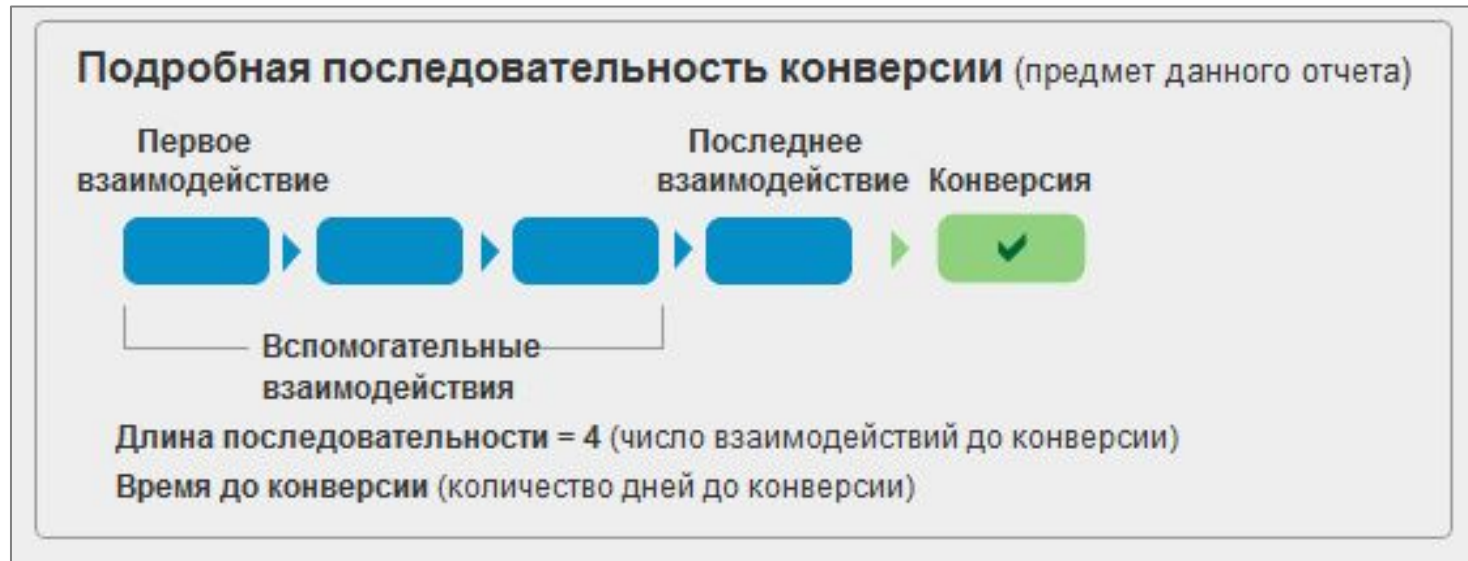 Подробная последовательность конверсии (предмет данного отчета)
Первое
взаимодействие
Последнее
взаимодействие
Конверсия
Вспомогательные
взаимодействия
Длина последовательности = 4 (число взаимодействий до конверсии)
Время до конверсии (количество дней до конверсии)